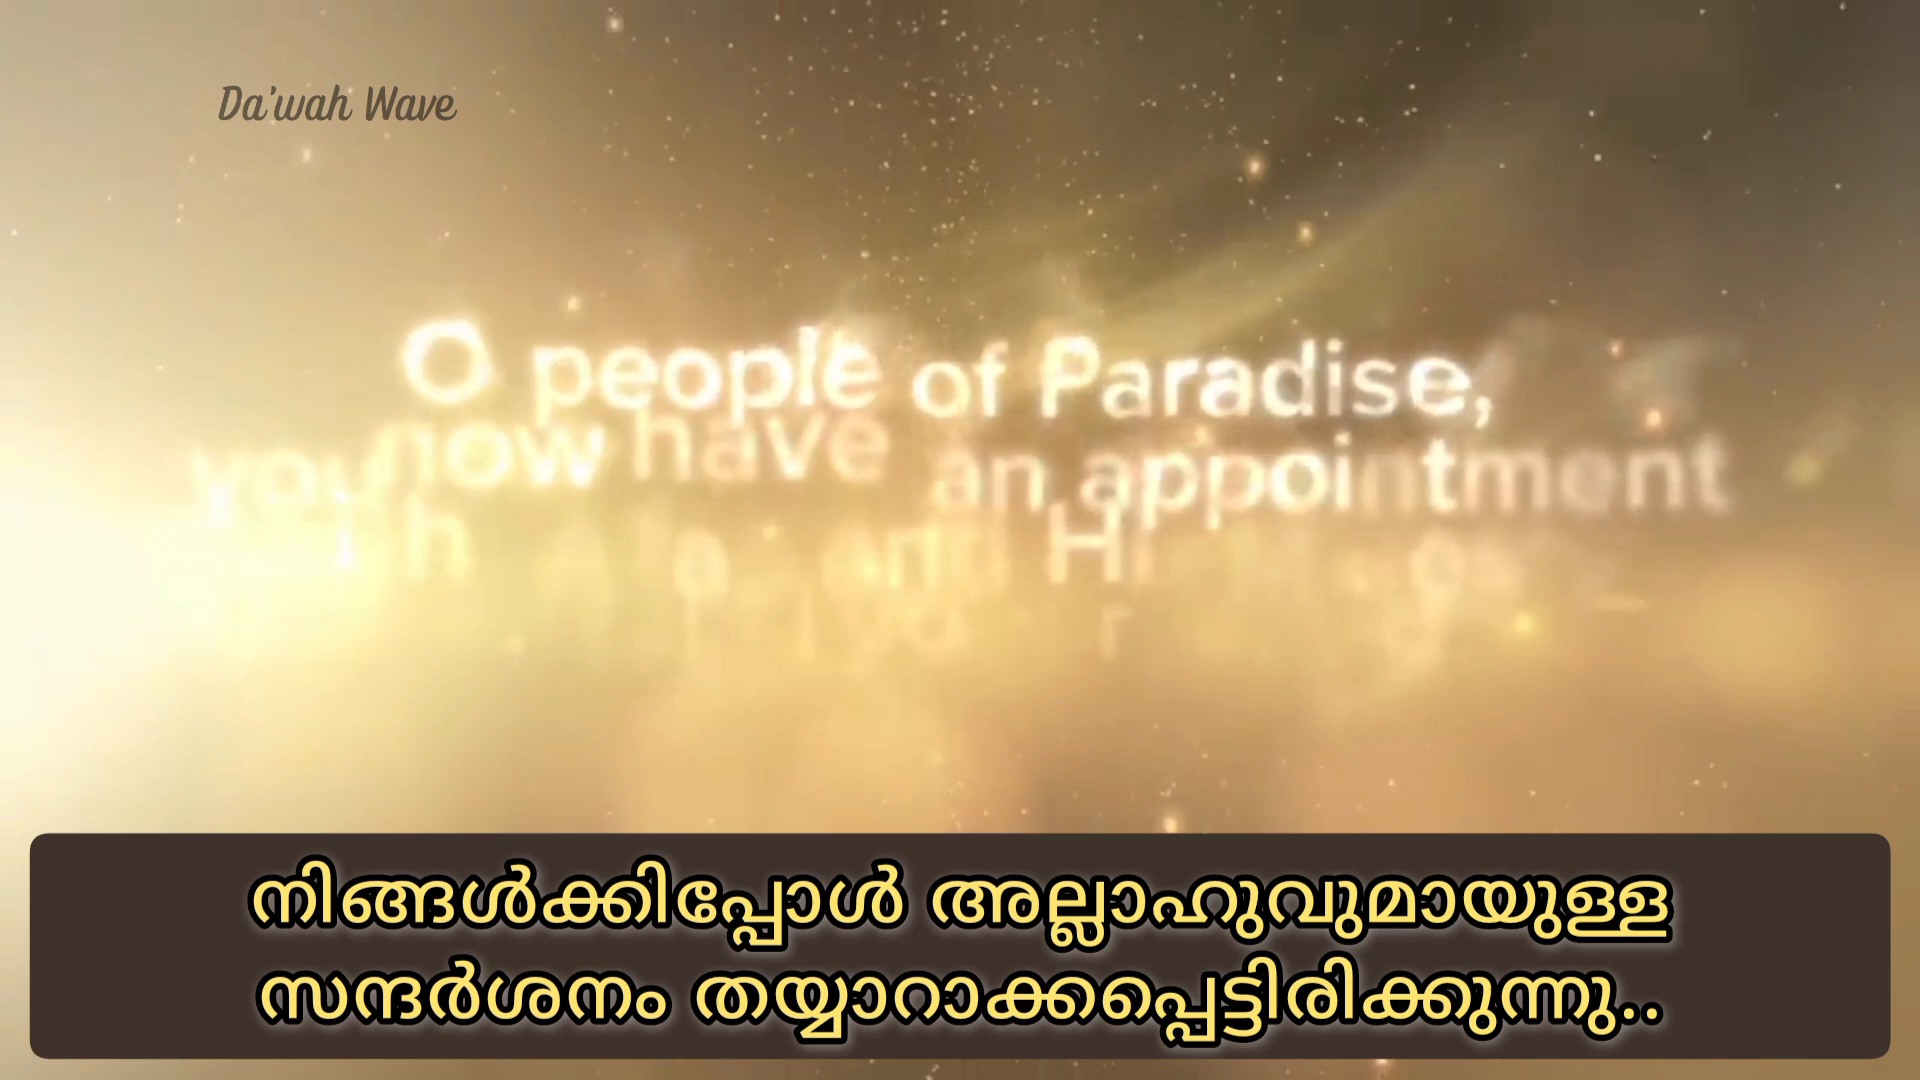 Da'wah Wave
O people of Paradise,
you now have an appointment
നിങ്ങൾക്കിപ്പോൾ അല്ലാഹുവുമായുള്ള
സന്ദർശനം തയ്യാറാക്കപ്പെട്ടിരിക്കുന്നു..